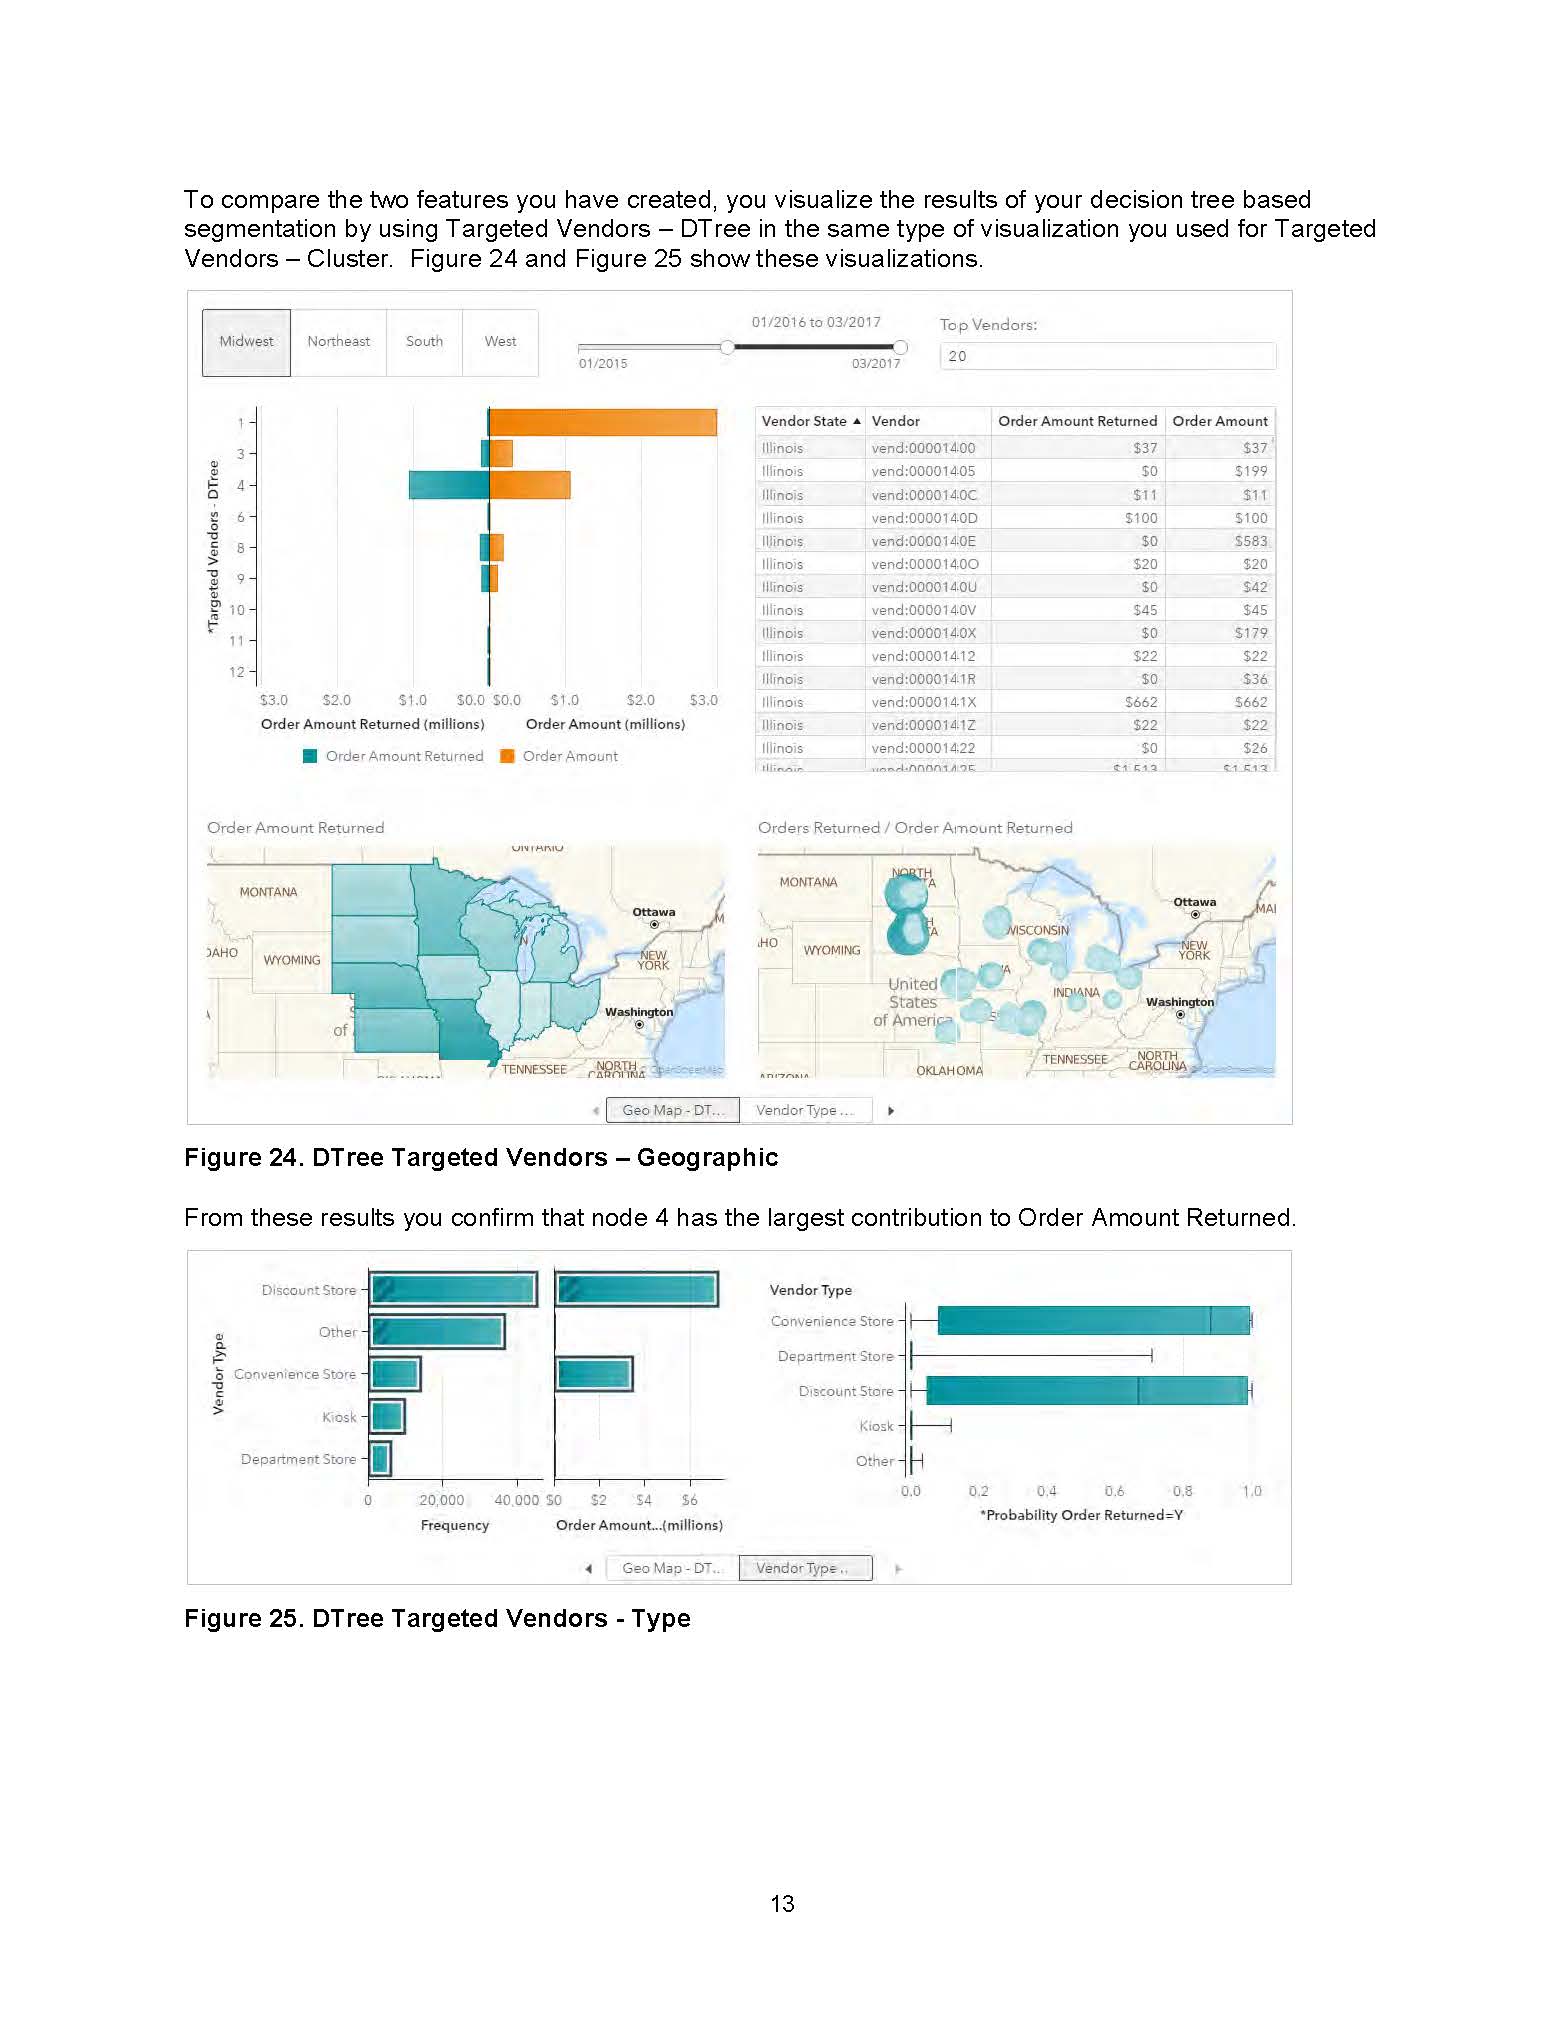 To compare the two features you have created, you visualize the results of your decision tree based
segmentation by using Targeted Vendors – DTree in the same type of visualization you used for Targeted
Vendors – Cluster.  Figure 24 and Figure 25 show these visualizations.
Midwest Northeast South West
01/2016 to 03/2017
01/2015 03/2017
Top Vendors:
20
*Targeted Vendors - DTree
1
3
4
6
8
9
10
11
12
$3.0 $2.0 $1.0 $0.0 $0.0 $1.0 $2.0 $3.0
Order Amount Returned (millions) Order Amount (millions)
Order Amount Returned Order Amount
Vendor State ▲ Vendor Order Amount Returned Order Amount
Illinois vend:00001400 $37 $37
Illinois vend:00001405 $0 $199
Illinois vend:0000140C $11 $11
Illinois vend:0000140D $100 $100
Illinois vend:0000140E $0 $583
Illinois vend:0000140O $20 $20
Illinois vend:0000140U $0 $42
Illinois vend:0000140V $45 $45
Illinois vend:0000140X $0 $179
Illinois vend:00001412 $22 $22
Illinois vend:0000141R $0 $36
Illinois vend:0000141X $662 $662
Illinois vend:0000141Z $22 $22
Illinois vend:00001422 $0 $26
Illinois vend:00001425 $1,513 $1,513
Order Amount Returned
ONTARIO
MONTANA
Ottawa
WYOMING
NEW
YORK
Washington
of
TENNESSEE
NORTH
CAROLINA
OpenStreetMap
Orders Returned / Order Amount Returned
MONTANA
NORTH
Ottawa
WISCONSIN
WYOMING
NEW
YORK
United
States
of America
INDIANA
Washington
TENNESSEE
NORTH
CAROLINA
OKLAHOMA
ARIZONA
OpenStreetMap
Geo Map - DT... Vendor Type ...
Figure 24. DTree Targeted Vendors – Geographic
From these results you confirm that node 4 has the largest contribution to Order Amount Returned.
Vendor Type
Discount Store
Other
Convenience Store
Kiosk
Department Store
0 20,000 40,000 $0 $2 $4 $6
Frequency Order Amount...(millions)
Vendor Type
Convenience Store
Department Store
Discount Store
Kiosk
Other
0.0 0.2 0.4 0.6 0.8 1.0
*Probability Order Returned=Y
Geo Map - DT... Vendor Type ..
Figure 25. DTree Targeted Vendors - Type
13